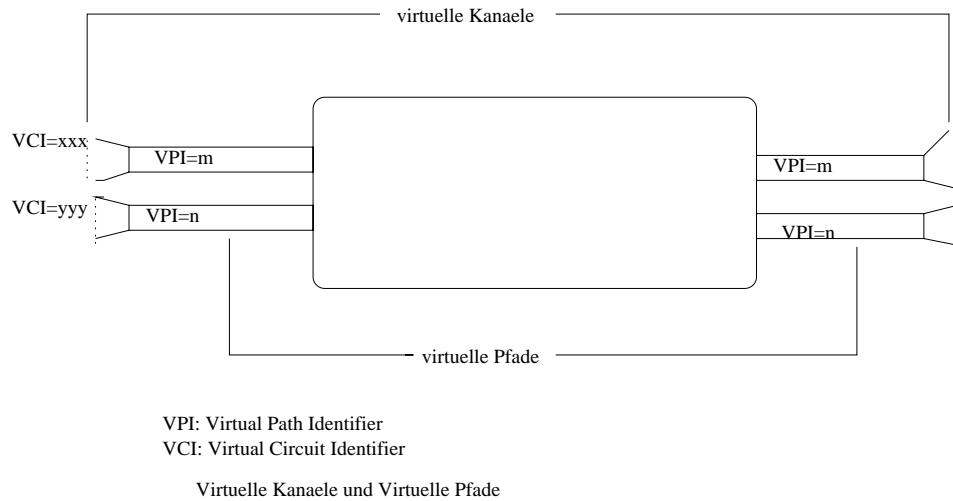 virtuelle Kanaele
VCI=xxx
VPI=m
VPI=m
VCI=yyy
VPI=n
VPI=n
virtuelle Pfade
VPI: Virtual Path Identifier
VCI: Virtual Circuit Identifier
Virtuelle Kanaele und Virtuelle Pfade